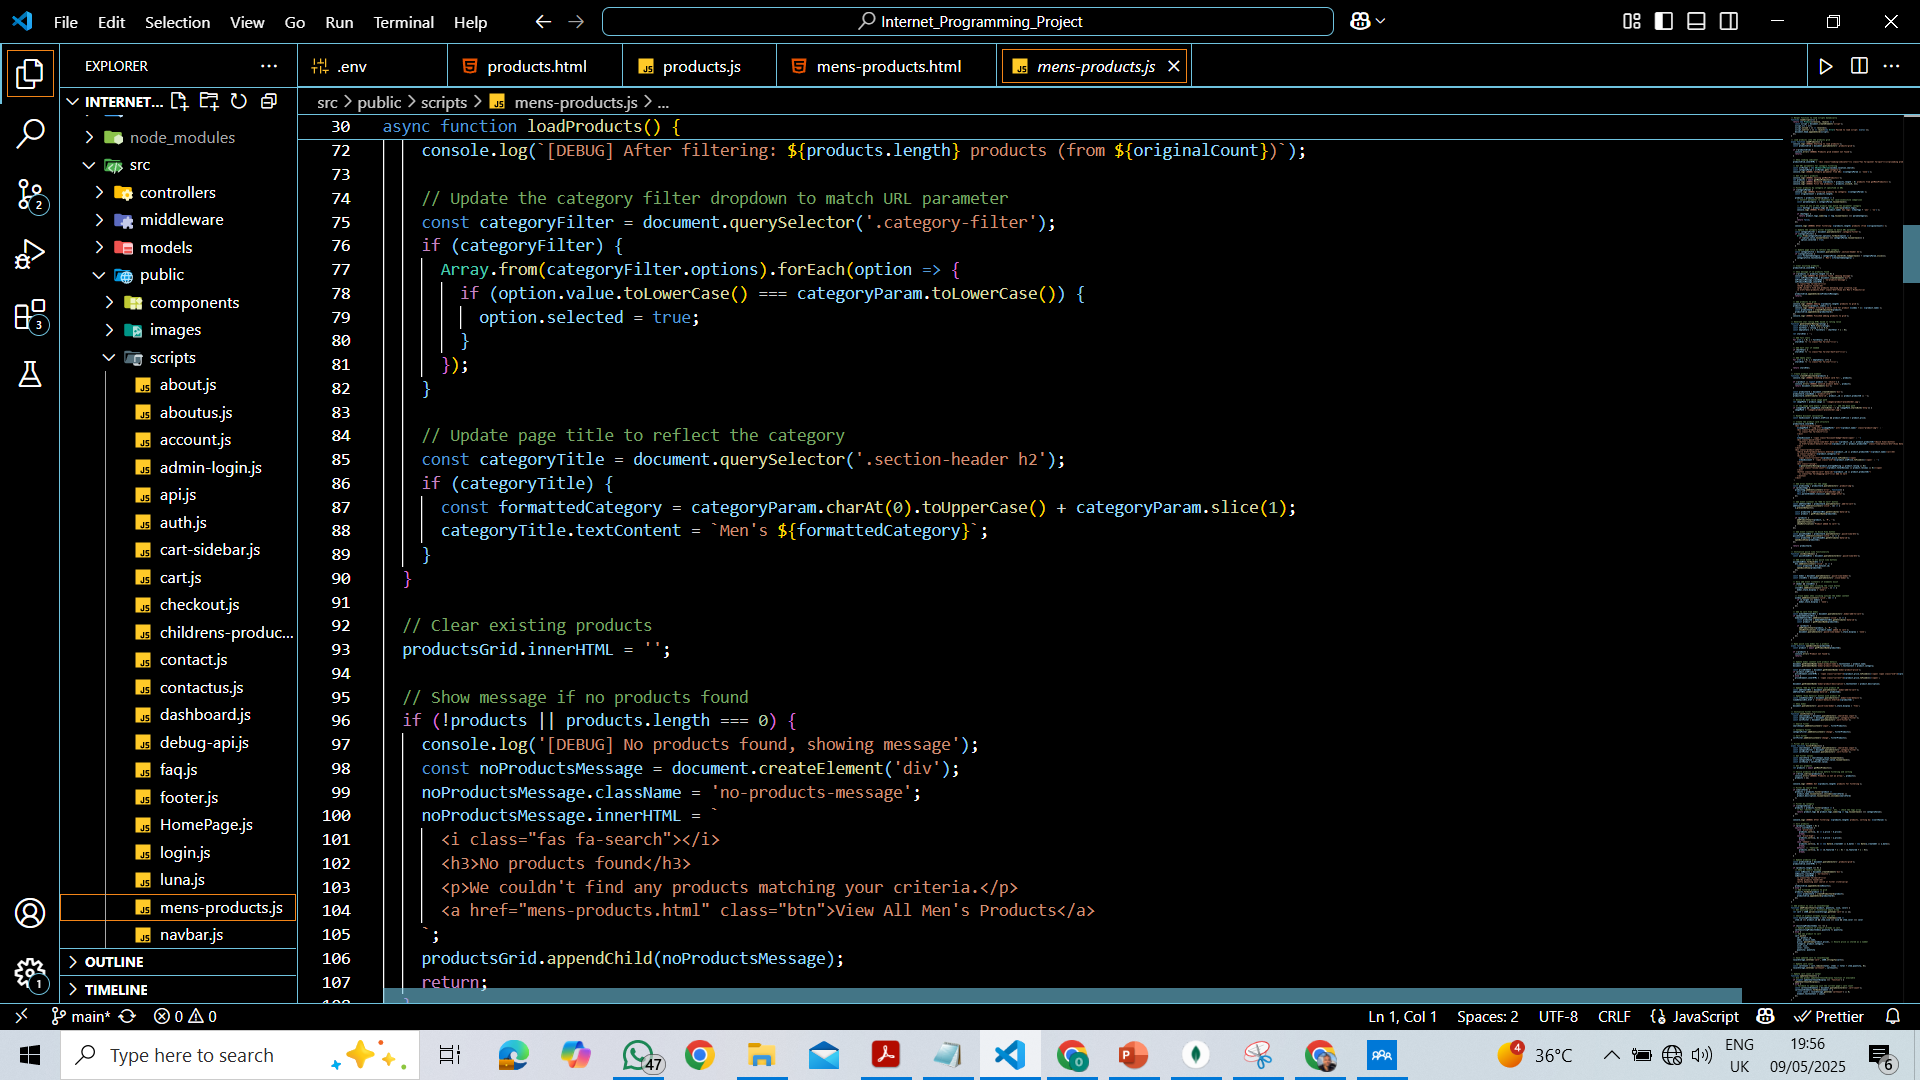 File Edit Selection View Go Run Terminal Help
Internet_Programming_Project
EXPLORER
.env
products.html
products.js
mens-products.html
mens-products.js
INTERNET...
node_modules
src
controllers
middleware
models
public
components
images
scripts
about.js
aboutus.js
account.js
admin-login.js
api.js
auth.js
cart-sidebar.js
cart.js
checkout.js
childrens-produc...
contact.js
contactus.js
dashboard.js
debug-api.js
faq.js
footer.js
HomePage.js
login.js
luna.js
mens-products.js
navbar.js
OUTLINE
TIMELINE
2
3
1
src > public > scripts > mens-products.js > ...
30 async function loadProducts() {
72 console.log(`[DEBUG] After filtering: ${products.length} products (from ${originalCount})`);
73
74 // Update the category filter dropdown to match URL parameter
75 const categoryFilter = document.querySelector('.category-filter');
76 if (categoryFilter) {
77 Array.from(categoryFilter.options).forEach(option => {
78 if (option.value.toLowerCase() === categoryParam.toLowerCase()) {
79 option.selected = true;
80 }
81 });
82 }
83
84 // Update page title to reflect the category
85 const categoryTitle = document.querySelector('.section-header h2');
86 if (categoryTitle) {
87 const formattedCategory = categoryParam.charAt(0).toUpperCase() + categoryParam.slice(1);
88 categoryTitle.textContent = `Men's ${formattedCategory}`;
89 }
90 }
91
92 // Clear existing products
93 productsGrid.innerHTML = '';
94
95 // Show message if no products found
96 if (!products || products.length === 0) {
97 console.log('[DEBUG] No products found, showing message');
98 const noProductsMessage = document.createElement('div');
99 noProductsMessage.className = 'no-products-message';
100 noProductsMessage.innerHTML = `
101 <i class="fas fa-search"></i>
102 <h3>No products found</h3>
103 <p>We couldn't find any products matching your criteria.</p>
104 <a href="mens-products.html" class="btn">View All Men's Products</a>
105 `;
106 productsGrid.appendChild(noProductsMessage);
107 return;
main* 0 0
Ln 1, Col 1 Spaces: 2 UTF-8 CRLF {} JavaScript Prettier
Type here to search
47
4
36°C
ENG
UK
19:56
09/05/2025
6